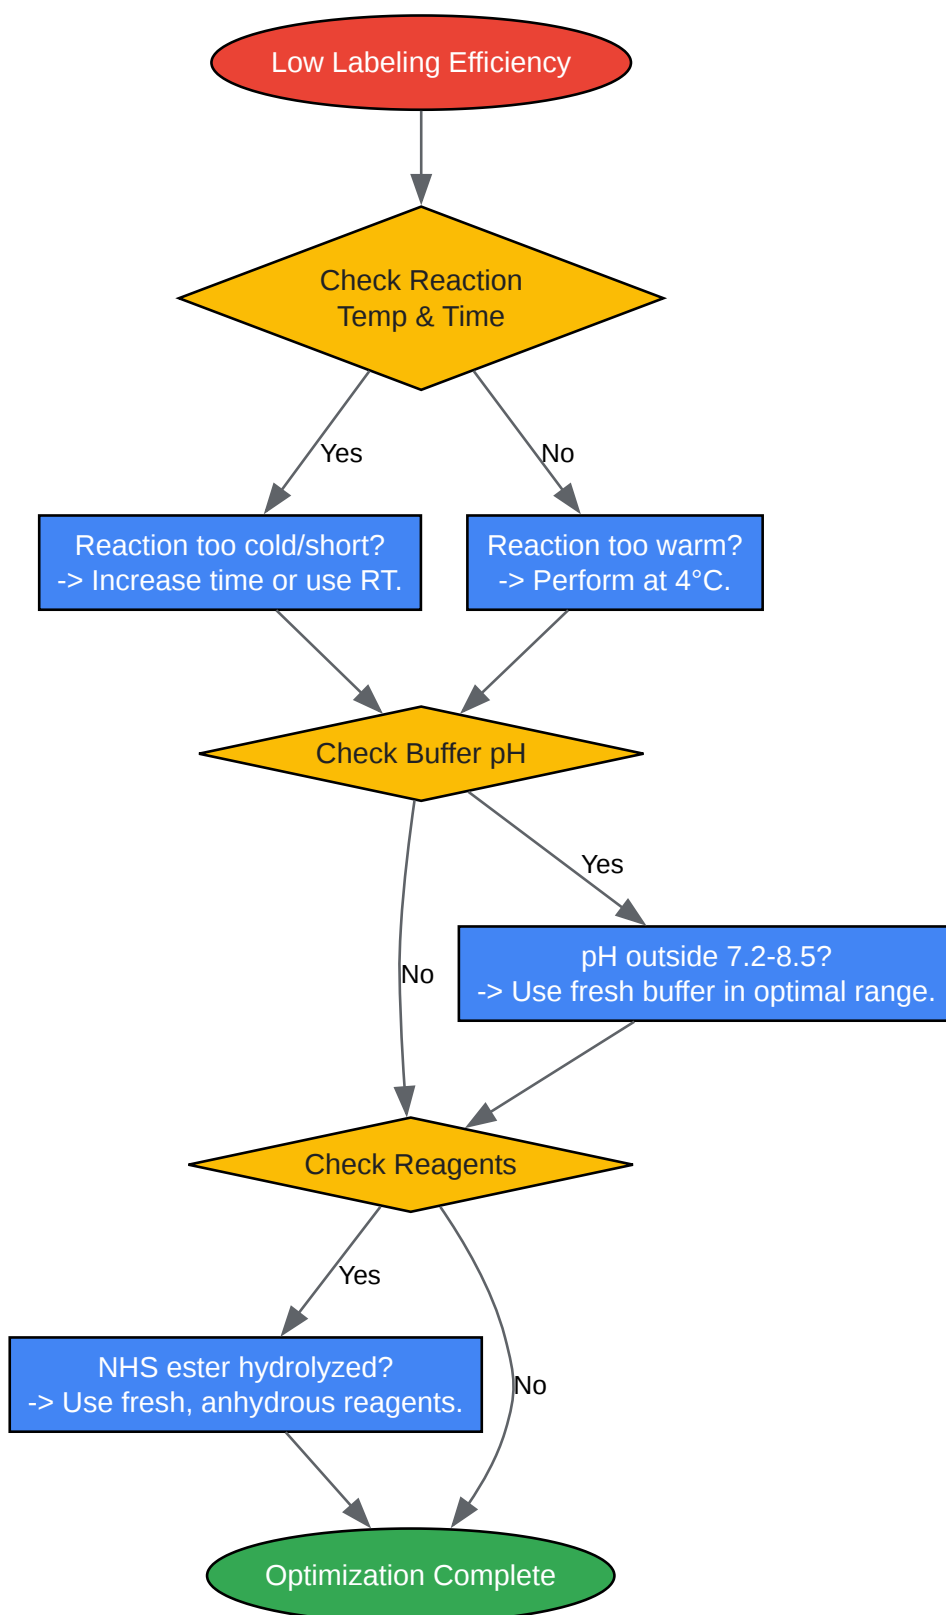 Low Labeling Efficiency
Check Reaction
Temp & Time
Yes
No
Reaction too cold/short?
-> Increase time or use RT.
Reaction too warm?
-> Perform at 4°C.
Check Buffer pH
Yes
No
pH outside 7.2-8.5?
-> Use fresh buffer in optimal range.
Check Reagents
Yes
No
NHS ester hydrolyzed?
-> Use fresh, anhydrous reagents.
Optimization Complete